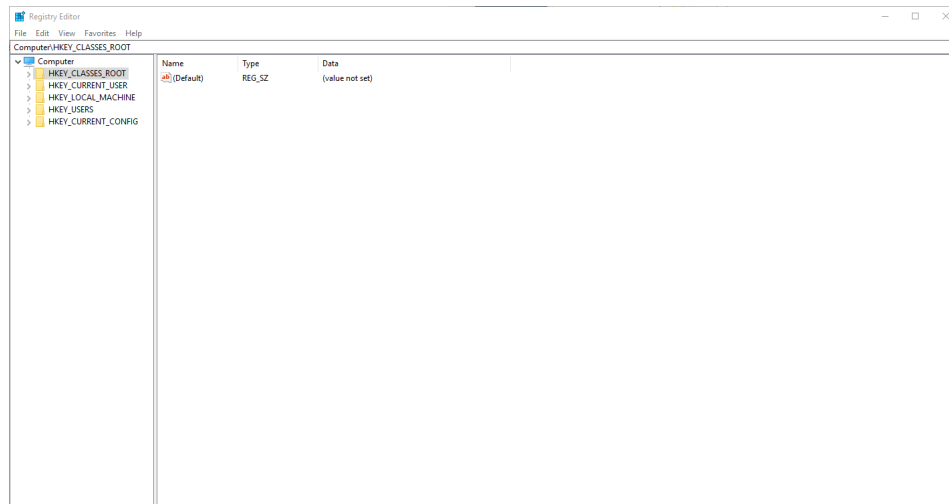 Registry Editor
File Edit View Favorites Help
Computer\HKEY_CLASSES_ROOT
Computer
HKEY_CLASSES_ROOT
HKEY_CURRENT_USER
HKEY_LOCAL_MACHINE
HKEY_USERS
HKEY_CURRENT_CONFIG
Name Type Data
ab (Default) REG_SZ (value not set)